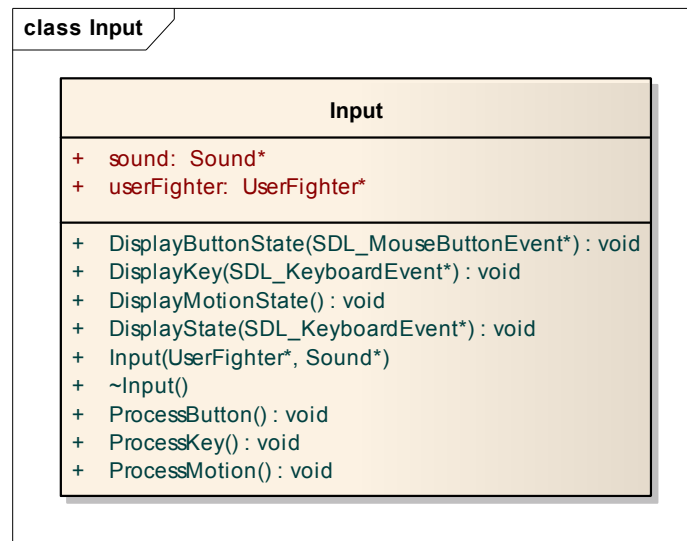 class Input
Input
+ sound: Sound*
+ userFighter: UserFighter*
+ DisplayButtonState(SDL_MouseButtonEvent*) : void
+ DisplayKey(SDL_KeyboardEvent*) : void
+ DisplayMotionState() : void
+ DisplayState(SDL_KeyboardEvent*) : void
+ Input(UserFighter*, Sound*)
+ ~Input()
+ ProcessButton() : void
+ ProcessKey() : void
+ ProcessMotion() : void